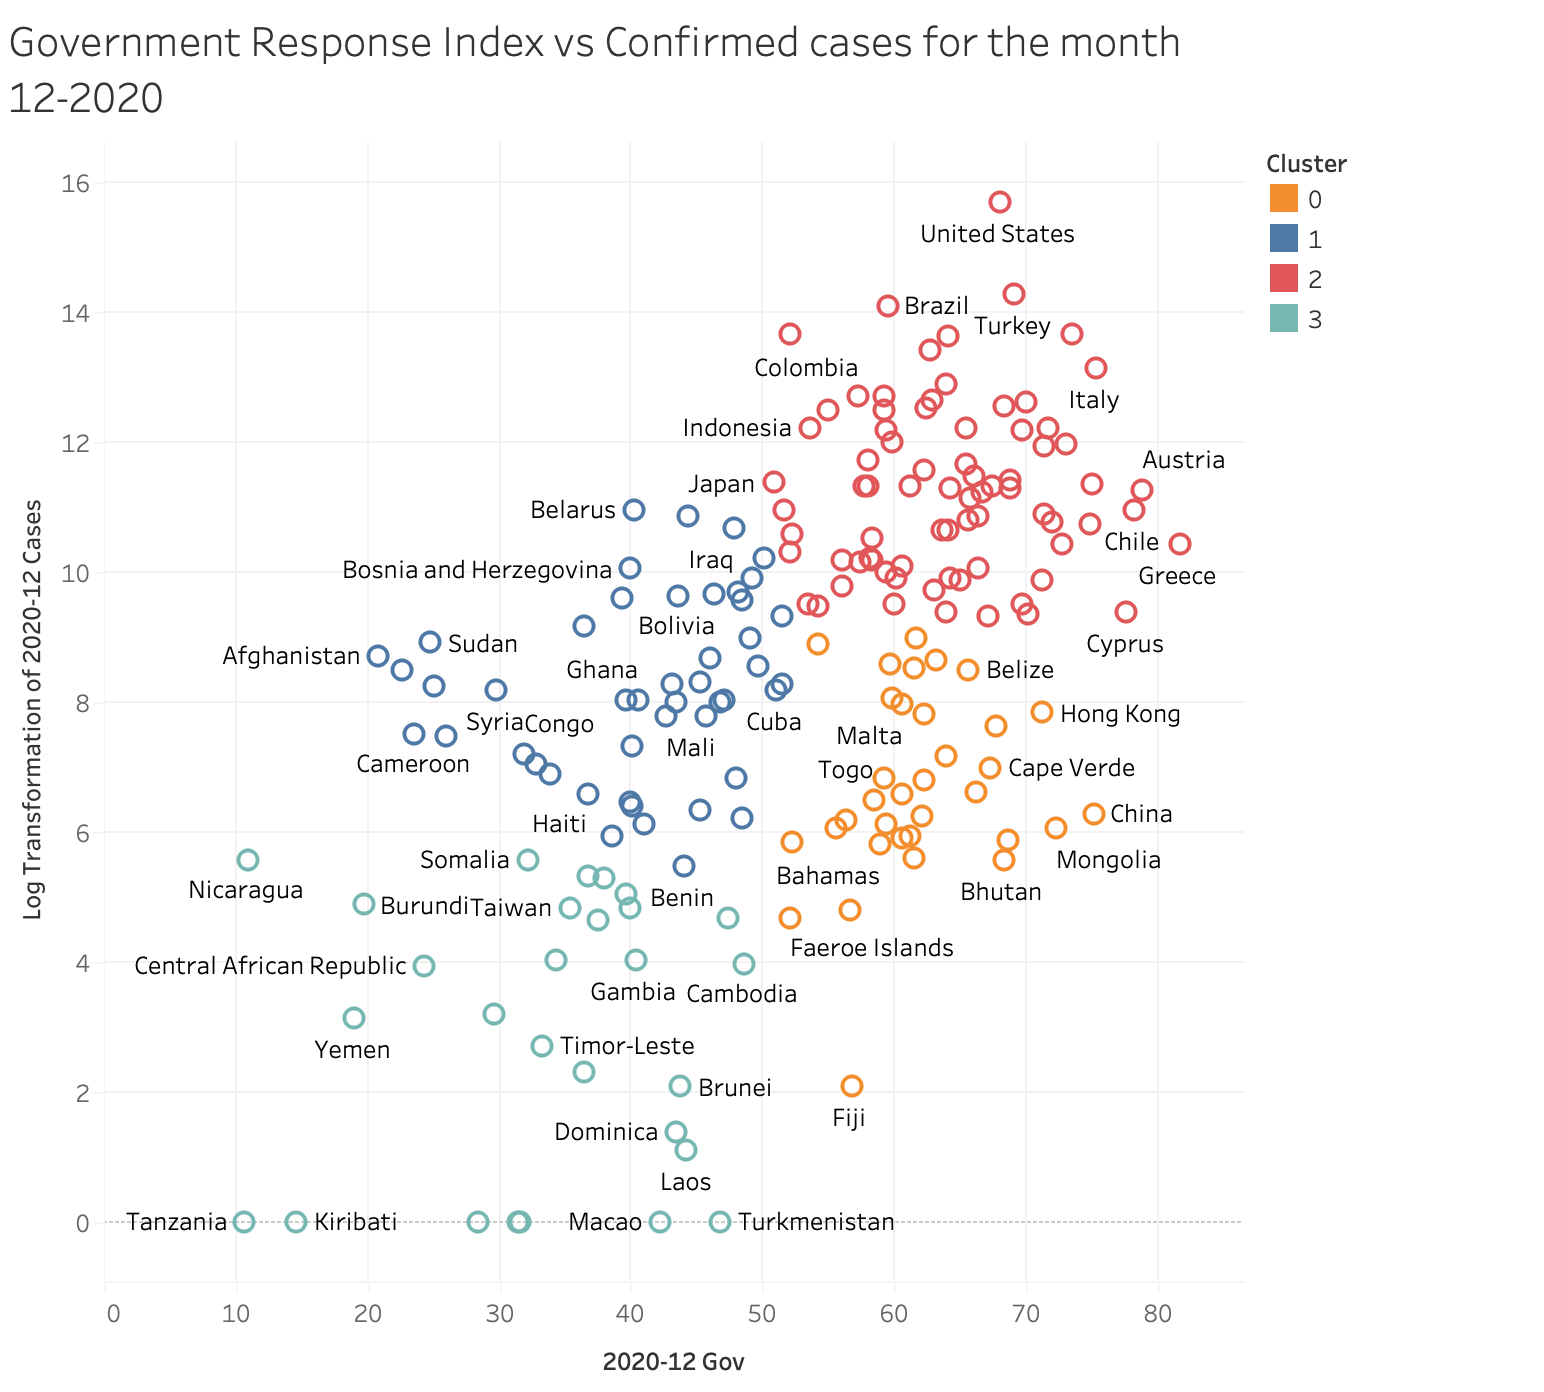 Government Response Index vs Confirmed cases for the month
12-2020
Cluster
0
1
2
3
16
14
12
10
8
6
4
2
0
Log Transformation of 2020-12 Cases
United States
Brazil
Turkey
Colombia
Italy
Indonesia
Austria
Japan
Belarus
Chile
Iraq
Bosnia and Herzegovina
Greece
Bolivia
Cyprus
Sudan
Afghanistan
Ghana
Belize
Hong Kong
Syria
Congo
Cuba
Malta
Mali
Cameroon
Togo
Cape Verde
China
Haiti
Somalia
Mongolia
Bahamas
Nicaragua
Bhutan
Benin
Burundi
Taiwan
Faeroe Islands
Central African Republic
Gambia
Cambodia
Yemen
Timor-Leste
Brunei
Fiji
Dominica
Laos
Tanzania
Kiribati
Macao
Turkmenistan
0 10 20 30 40 50 60 70 80
2020-12 Gov